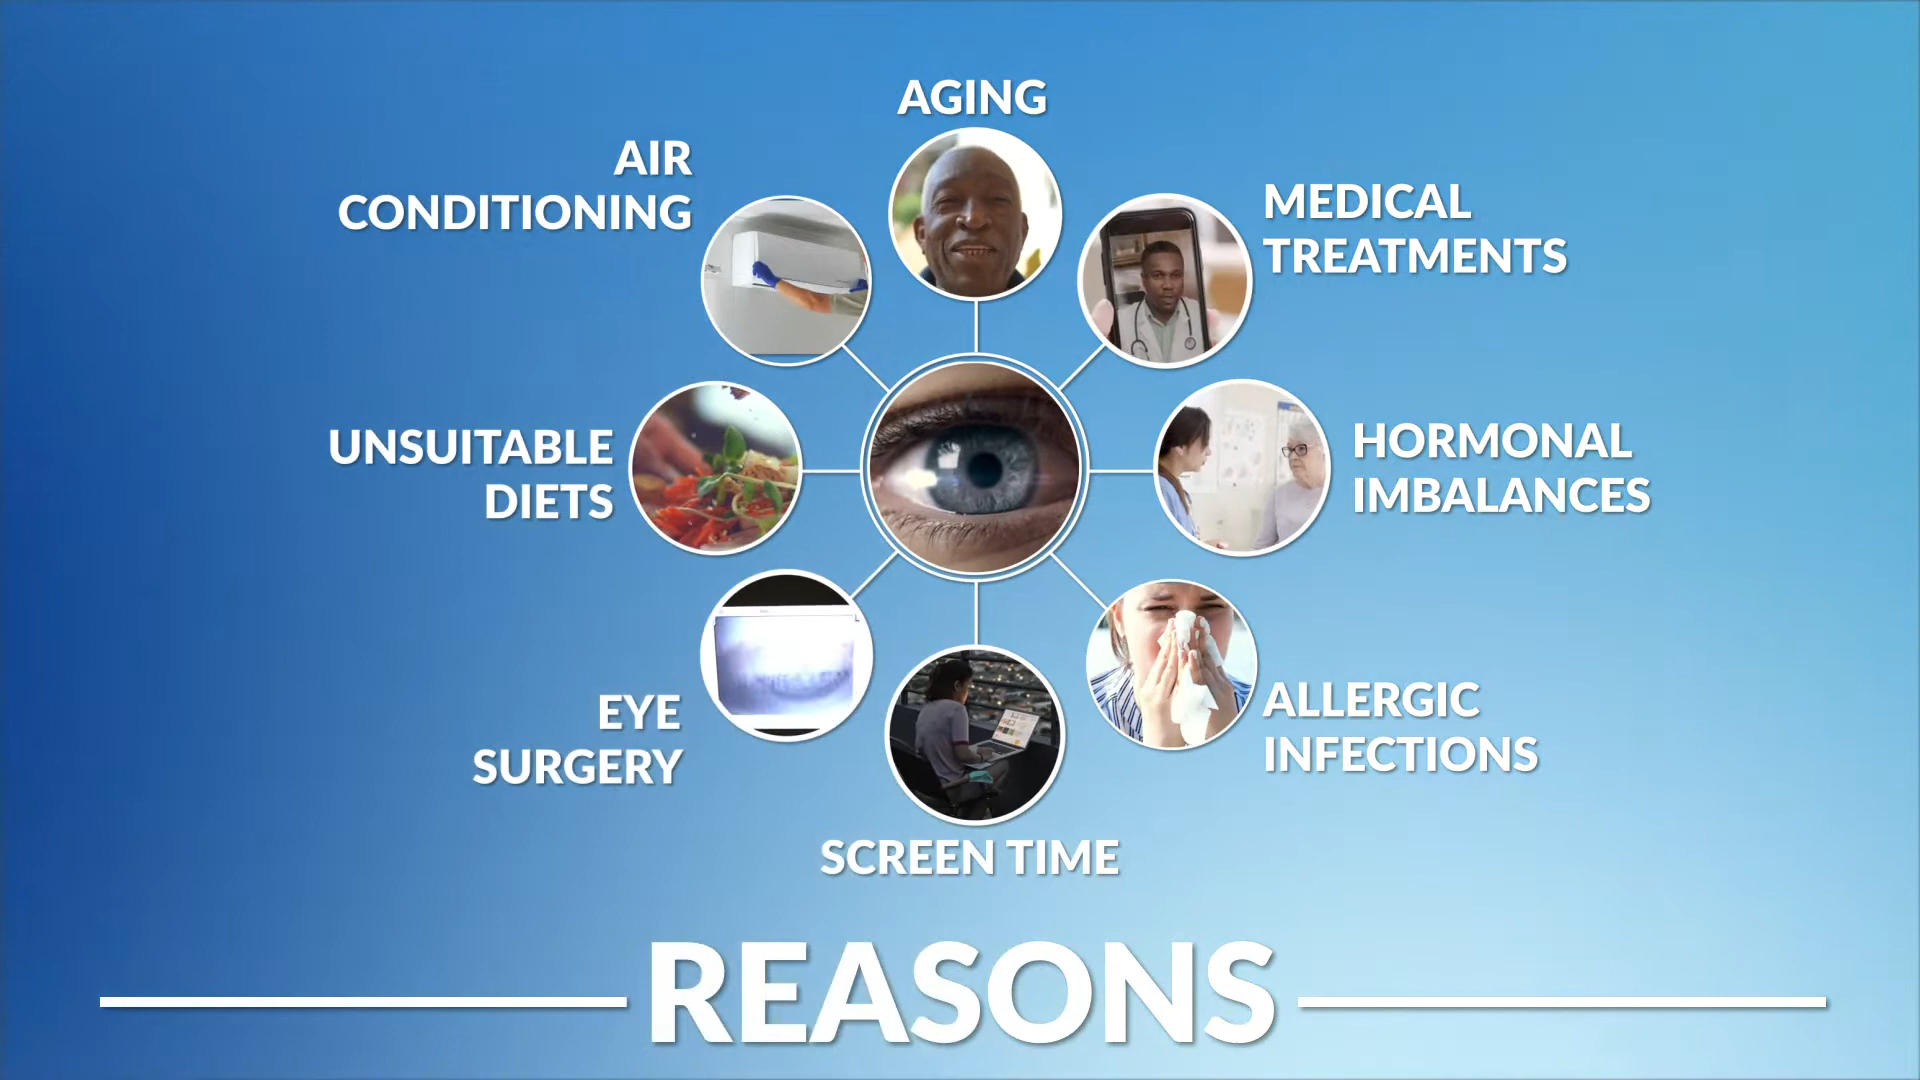 AGING
AIR
CONDITIONING
MEDICAL
TREATMENTS
UNSUITABLE
DIETS
HORMONAL
IMBALANCES
EYE
SURGERY
ALLERGIC
INFECTIONS
SCREEN TIME
REASONS